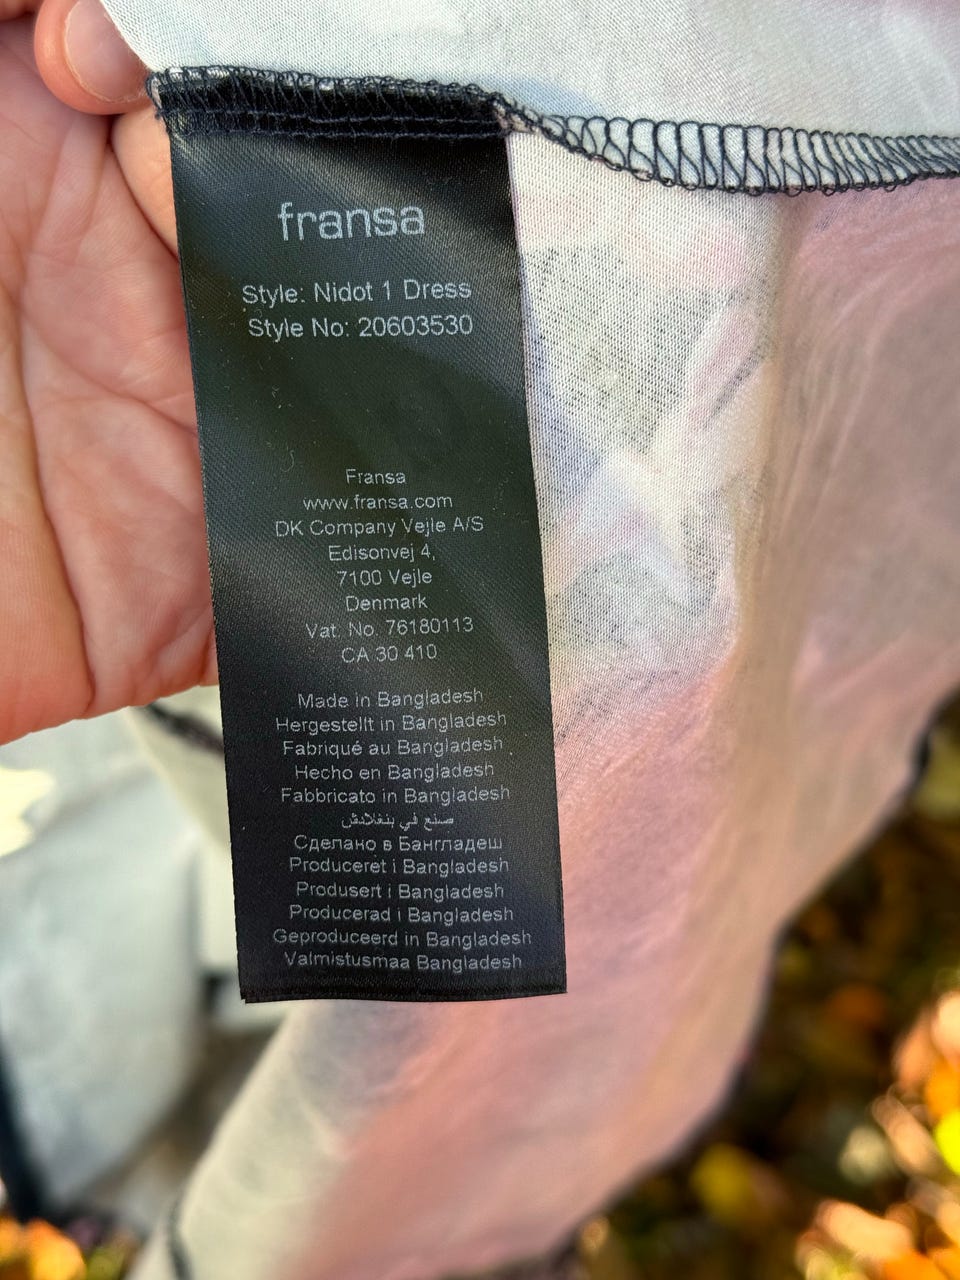 fransa
Style: Nidot 1 Dress
Style No: 20603530
Fransa
www.fransa.com
DK Company Vejle A/S
Edisonvej 4,
7100 Vejle
Denmark
Vat. No. 76180113
CA 30 410
Made in Bangladesh
Hergestellt in Bangladesh
Fabriqué au Bangladesh
Hecho en Bangladesh
Fabbricato in Bangladesh
صنع في بنغلادش
Сделано в Бангладеш
Produceret i Bangladesh
Produsert i Bangladesh
Producerad i Bangladesh
Geproduceerd in Bangladesh
Valmistusmaa Bangladesh